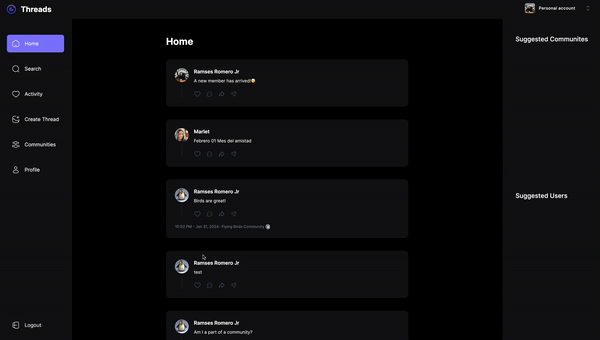 Threads
Personal account
Home
Search
Activity
Create Thread
Communities
Profile
Logout
Home
Ramses Romero Jr
A new member has arrived!😄
Marlet
Febrero 01 Mes del amistad
Ramses Romero Jr
Birds are great!
10:02 PM - Jan 31, 2024 - Flying Birds Community
Ramses Romero Jr
test
Ramses Romero Jr
Am I a part of a community?
Suggested Communites
Suggested Users